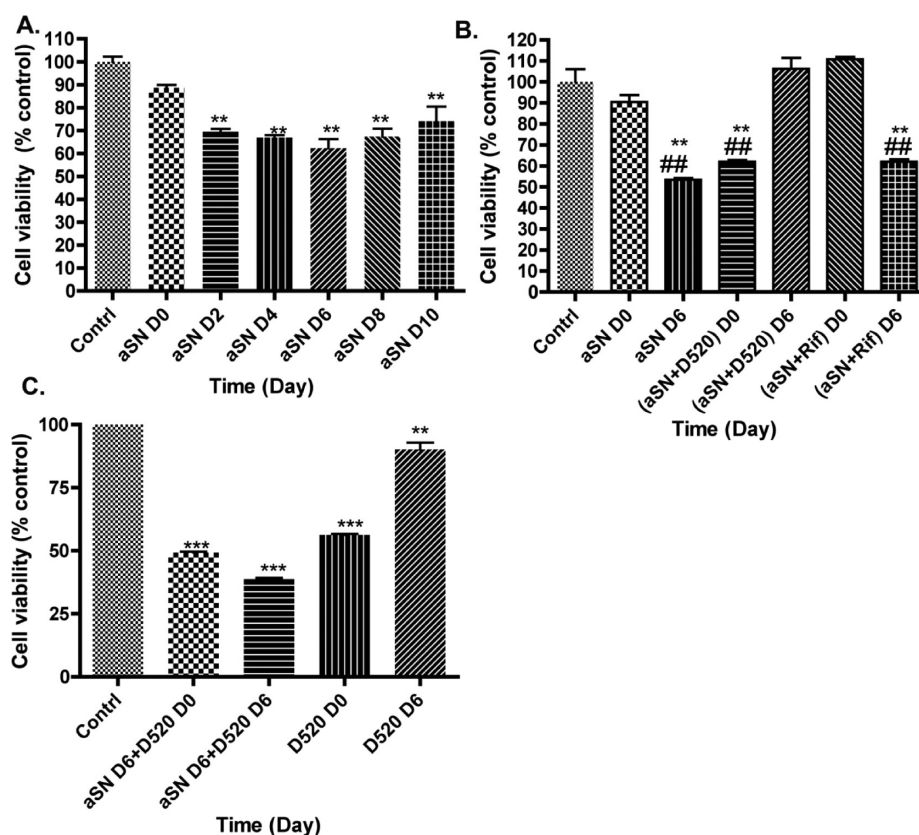 A.
Cell viability (% control)
110
100
90
80
70
60
50
40
30
20
10
0
** ** ** ** **
Contrl
aSN D0
aSN D2
aSN D4
aSN D6
aSN D8
aSN D10
Time (Day)
B.
Cell viability (% control)
120
110
100
90
80
70
60
50
40
30
20
10
0
** ** **
## ## ##
Contrl
aSN D0
aSN D6
(aSN+D520) D0
(aSN+D520) D6
(aSN+Rif) D0
(aSN+Rif) D6
Time (Day)
C.
Cell viability (% control)
100
75
50
25
0
*** *** *** **
Contrl
aSN D6+D520 D0
aSN D6+D520 D6
D520 D0
D520 D6
Time (Day)